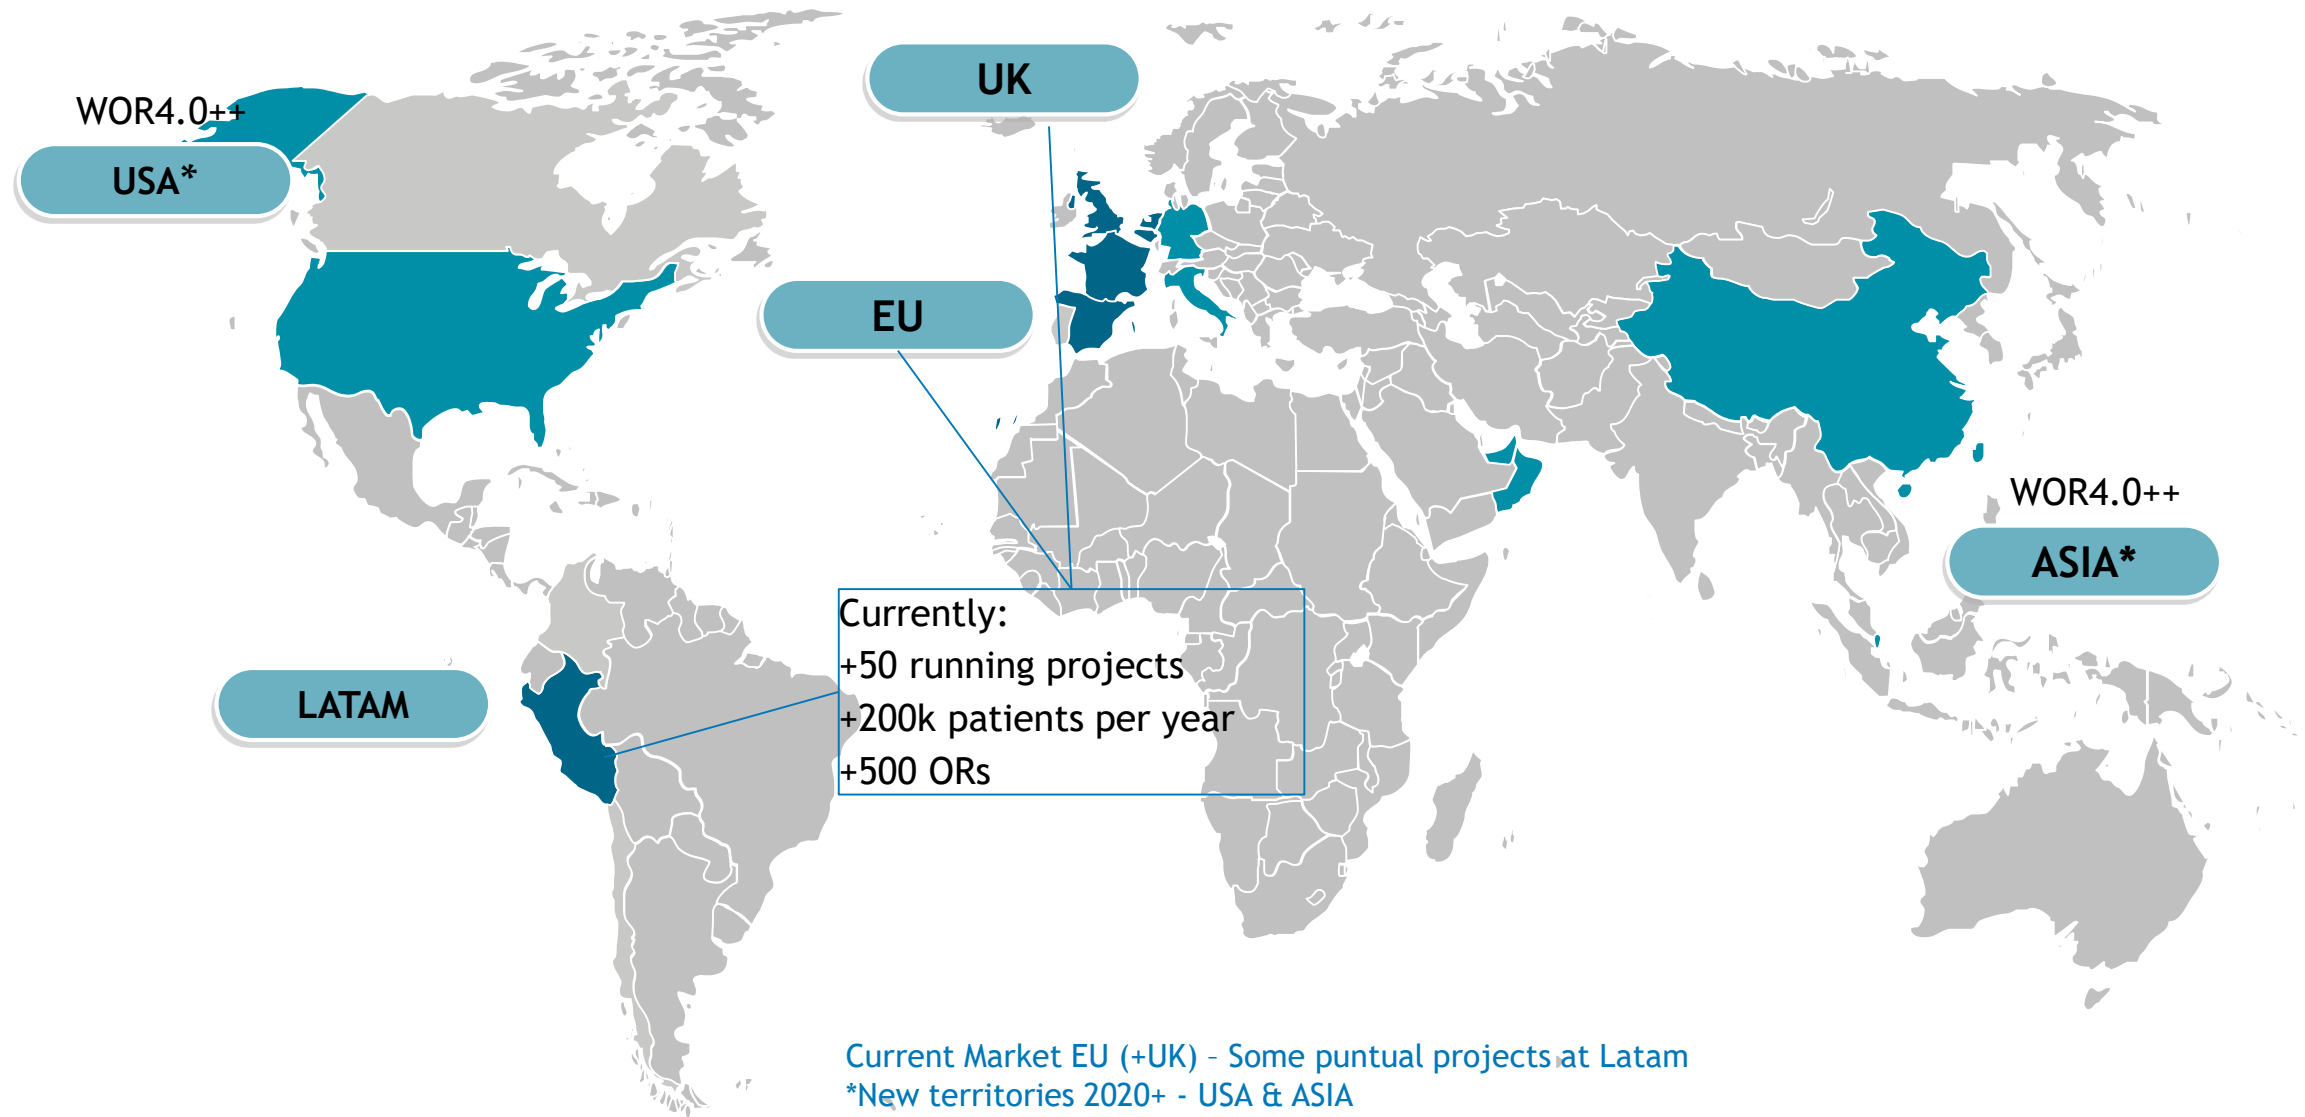 UK
WOR4.0++
USA*
EU
WOR4.0++
ASIA*
Currently:
+50 running projects
+200k patients per year
+500 ORs
LATAM
Current Market EU (+UK) – Some puntual projects at Latam
*New territories 2020+ - USA & ASIA